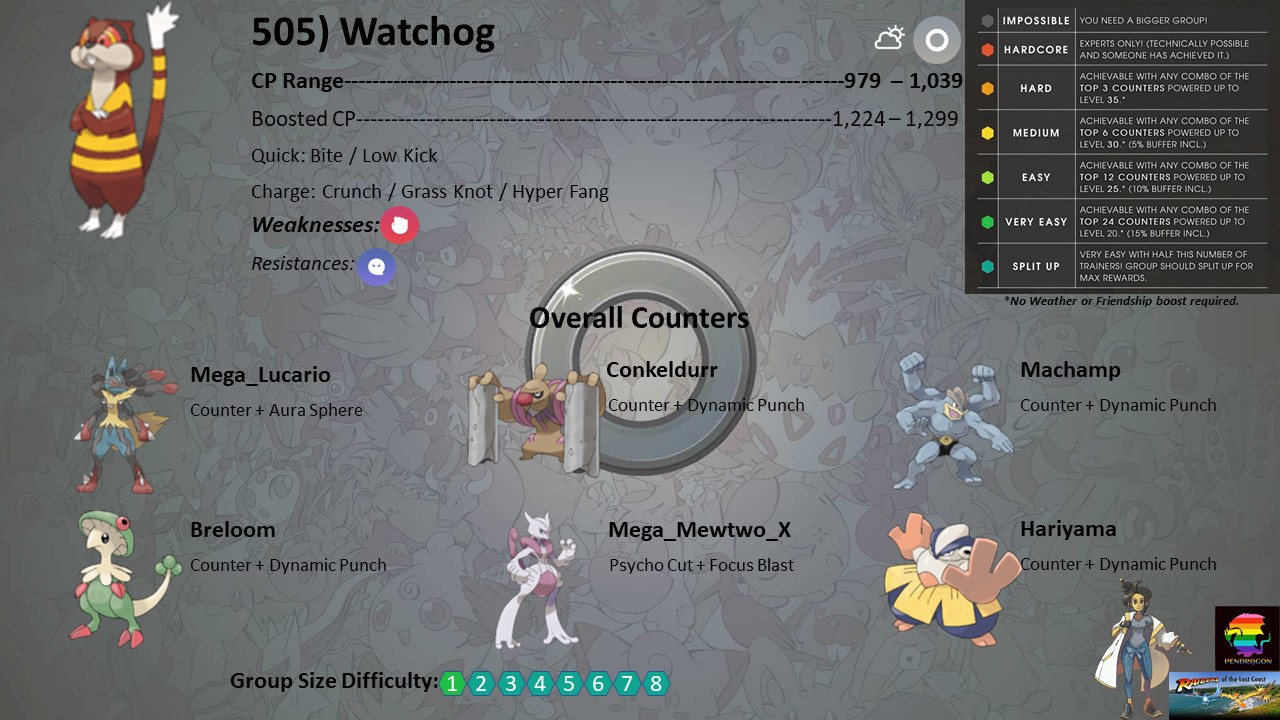 505) Watchog
CP Range------------------------------------------------------------------------979 – 1,039
Boosted CP--------------------------------------------------------------------1,224 – 1,299
Quick: Bite / Low Kick
Charge: Crunch / Grass Knot / Hyper Fang
Weaknesses:
Resistances:
IMPOSSIBLE YOU NEED A BIGGER GROUP!
HARDCORE EXPERTS ONLY! (TECHNICALLY POSSIBLE
AND SOMEONE HAS ACHIEVED IT.)
HARD ACHIEVABLE WITH ANY COMBO OF THE
TOP 3 COUNTERS POWERED UP TO
LEVEL 35.*
MEDIUM ACHIEVABLE WITH ANY COMBO OF THE
TOP 6 COUNTERS POWERED UP TO
LEVEL 30.* (5% BUFFER INCL.)
EASY ACHIEVABLE WITH ANY COMBO OF THE
TOP 12 COUNTERS POWERED UP TO
LEVEL 25.* (10% BUFFER INCL.)
VERY EASY ACHIEVABLE WITH ANY COMBO OF THE
TOP 24 COUNTERS POWERED UP TO
LEVEL 20.* (15% BUFFER INCL.)
SPLIT UP VERY EASY WITH HALF THIS NUMBER OF
TRAINERS! GROUP SHOULD SPLIT UP FOR
MAX REWARDS.
*No Weather or Friendship boost required.
Overall Counters
Mega_Lucario
Counter + Aura Sphere
Conkeldurr
Counter + Dynamic Punch
Machamp
Counter + Dynamic Punch
Breloom
Counter + Dynamic Punch
Mega_Mewtwo_X
Psycho Cut + Focus Blast
Hariyama
Counter + Dynamic Punch
Group Size Difficulty: 1 2 3 4 5 6 7 8
PENDRAGON
RAIDERS of the Lost Coast